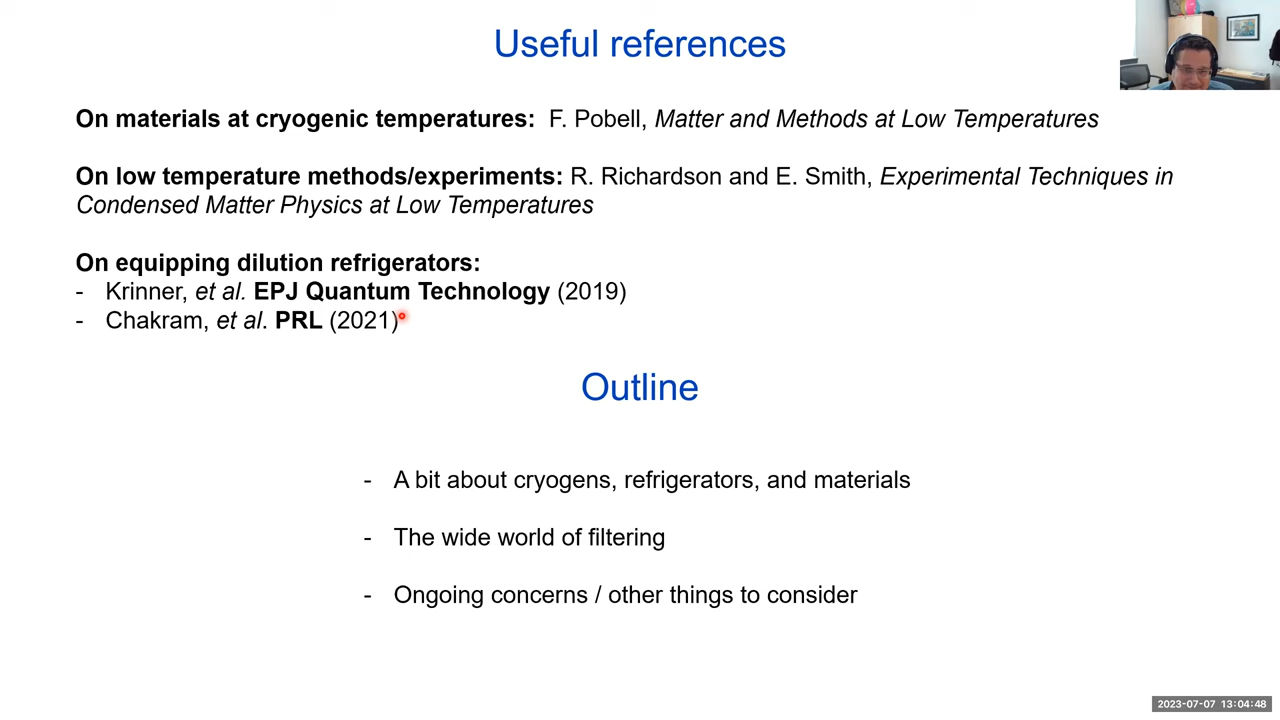 Useful references
On materials at cryogenic temperatures: F. Pobell, Matter and Methods at Low Temperatures
On low temperature methods/experiments: R. Richardson and E. Smith, Experimental Techniques in
Condensed Matter Physics at Low Temperatures
On equipping dilution refrigerators:
- Krinner, et al. EPJ Quantum Technology (2019)
- Chakram, et al. PRL (2021)
Outline
- A bit about cryogens, refrigerators, and materials
- The wide world of filtering
- Ongoing concerns / other things to consider
2023-07-07 13:04:48